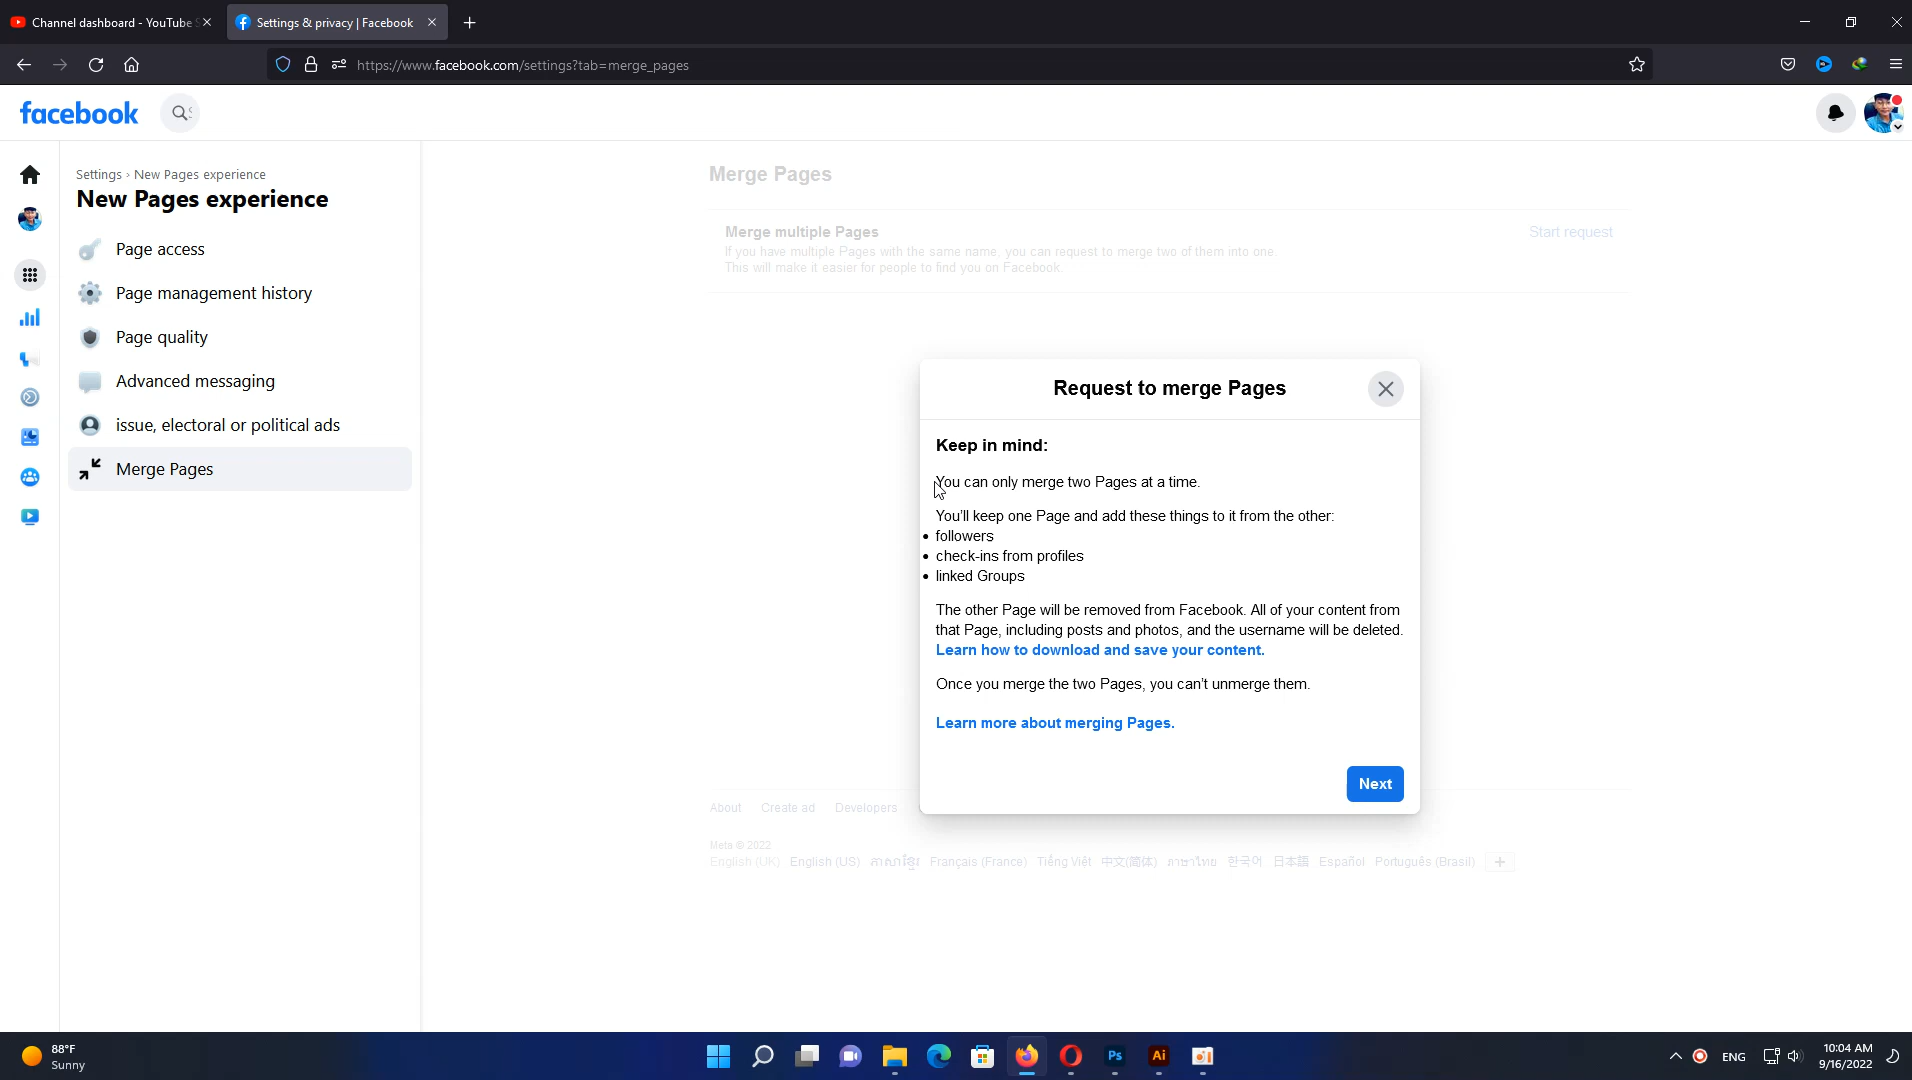 Channel dashboard - YouTube S
Settings & privacy | Facebook
https://www.facebook.com/settings?tab=merge_pages
facebook
Settings › New Pages experience
New Pages experience
Page access
Page management history
Page quality
Advanced messaging
issue, electoral or political ads
Merge Pages
Merge Pages
Merge multiple Pages
Start request
If you have multiple Pages with the same name, you can request to merge two of them into one.
This will make it easier for people to find you on Facebook.
Request to merge Pages
Keep in mind:
You can only merge two Pages at a time.
You'll keep one Page and add these things to it from the other:
• followers
• check-ins from profiles
• linked Groups
The other Page will be removed from Facebook. All of your content from
that Page, including posts and photos, and the username will be deleted.
Learn how to download and save your content.
Once you merge the two Pages, you can't unmerge them.
Learn more about merging Pages.
Next
About Create ad Developers
Meta © 2022
English (UK) English (US) ភាសាខ្មែរ Français (France) Tiếng Việt 中文(简体) ภาษาไทย 한국어 日本語 Español Português (Brasil)
88°F
Sunny
Ps
Ai
ENG
10:04 AM
9/16/2022